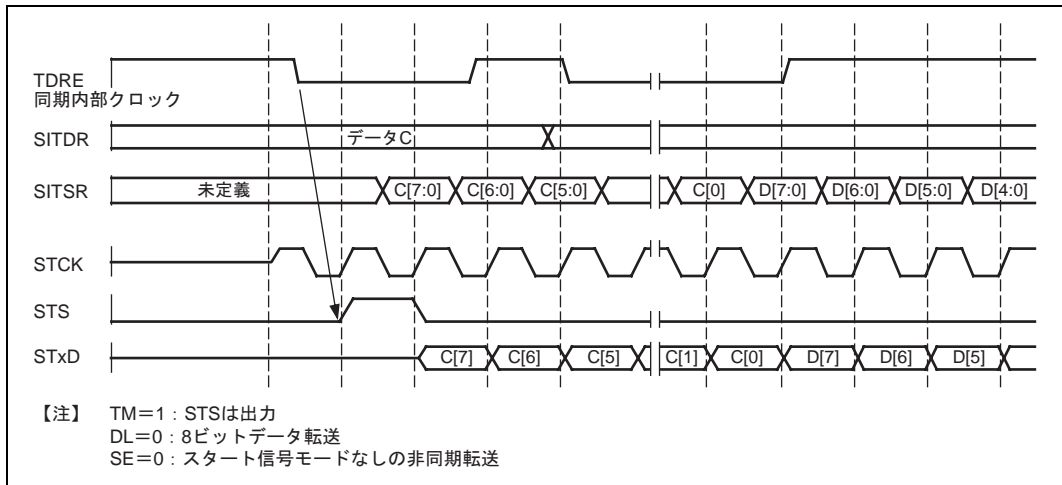 TDRE
同期内部クロック
SITDR
データC
SITSR
未定義 C[7:0] C[6:0] C[5:0] C[0] D[7:0] D[6:0] D[5:0] D[4:0]
STCK
STS
STxD
C[7] C[6] C[5] C[1] C[0] D[7] D[6] D[5]
【注】 TM=1:STSは出力
DL=0:8ビットデータ転送
SE=0:スタート信号モードなしの非同期転送